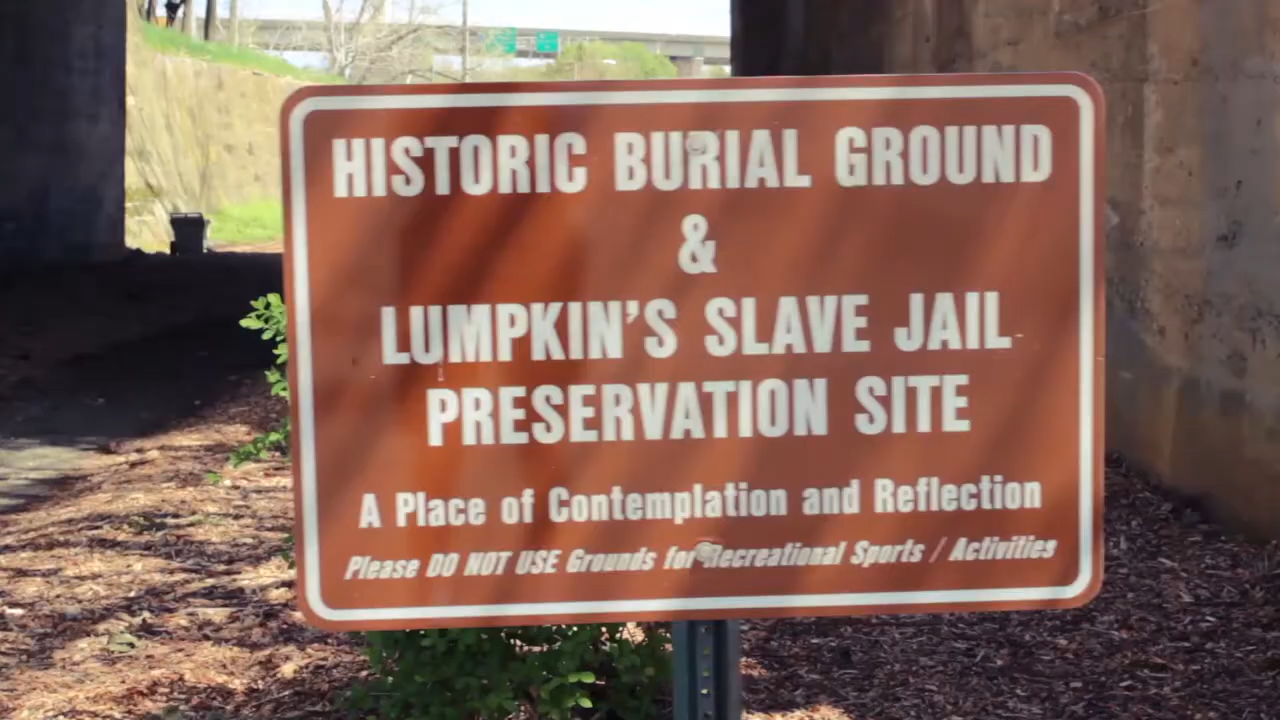 HISTORIC BURIAL GROUND
&
LUMPKIN'S SLAVE JAIL
PRESERVATION SITE
A Place of Contemplation and Reflection
Please DO NOT USE Grounds for Recreational Sports / Activities